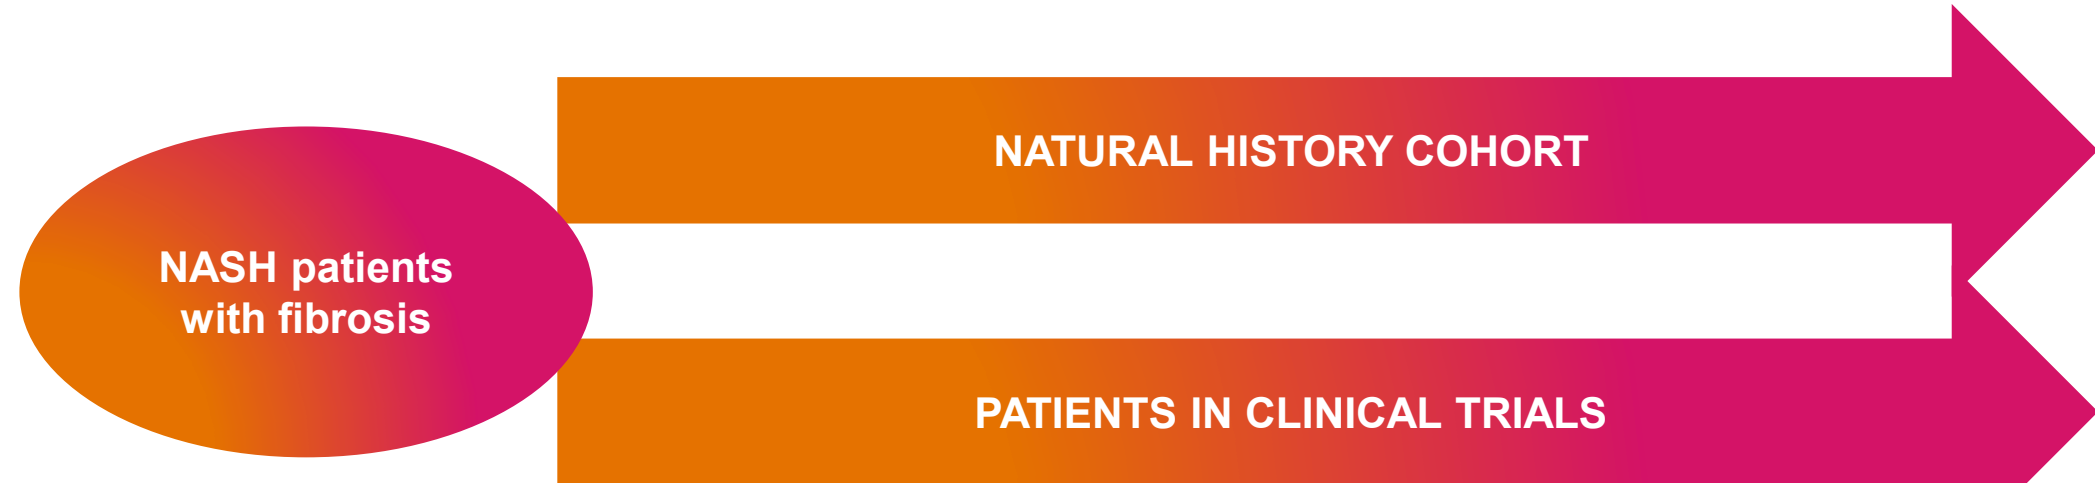 NATURAL HISTORY COHORT
NASH patients
with fibrosis
PATIENTS IN CLINICAL TRIALS